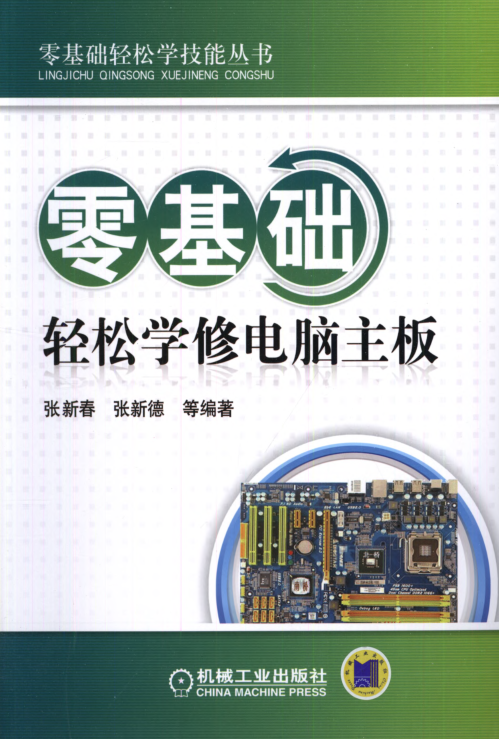 零基础轻松学技能丛书
LINGJICHU QINGSONG XUEJINENG CONGSHU
零基础
轻松学修电脑主板
张新春 张新德 等编著
机械工业出版社
CHINA MACHINE PRESS